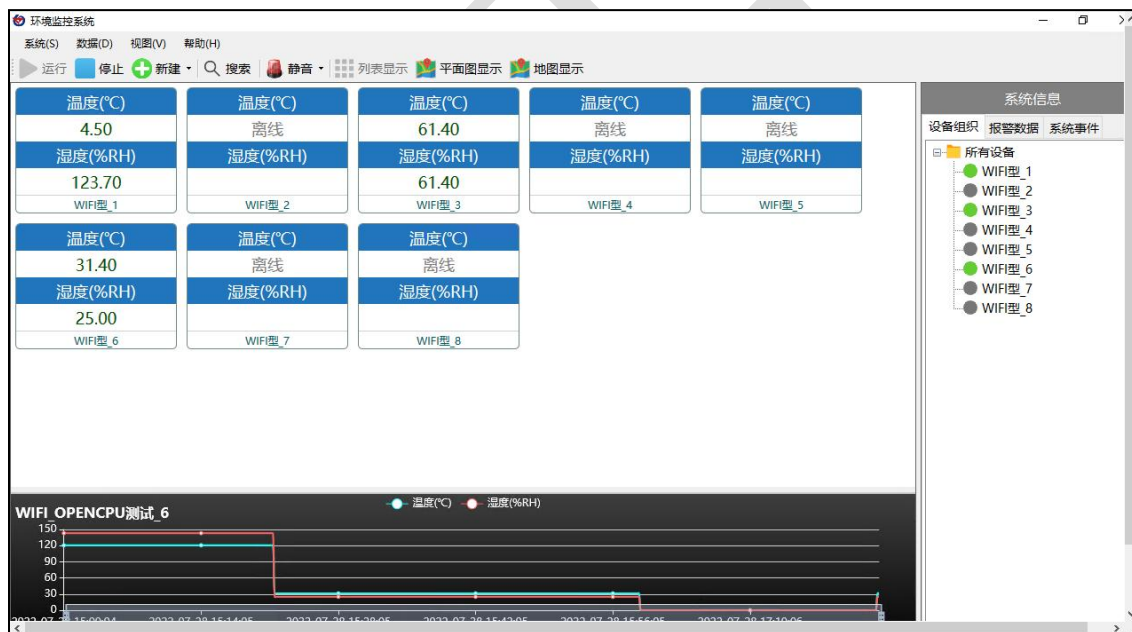 环境监控系统
系统(S) 数据(D) 视图(V) 帮助(H)
运行 停止 新建 搜索 静音 列表显示 平面图显示 地图显示
温度(℃) 温度(℃) 温度(℃) 温度(℃) 温度(℃)
4.50 离线 61.40 离线 离线
湿度(%RH) 湿度(%RH) 湿度(%RH) 湿度(%RH) 湿度(%RH)
123.70 61.40
WIFI型_1 WIFI型_2 WIFI型_3 WIFI型_4 WIFI型_5
温度(℃) 温度(℃) 温度(℃)
31.40 离线 离线
湿度(%RH) 湿度(%RH) 湿度(%RH)
25.00
WIFI型_6 WIFI型_7 WIFI型_8
系统信息
设备组织 报警数据 系统事件
所有设备
WIFI型_1
WIFI型_2
WIFI型_3
WIFI型_4
WIFI型_5
WIFI型_6
WIFI型_7
WIFI型_8
温度(℃) 湿度(%RH)
WIFI_OPENCPU测试_6
150
120
90
60
30
0